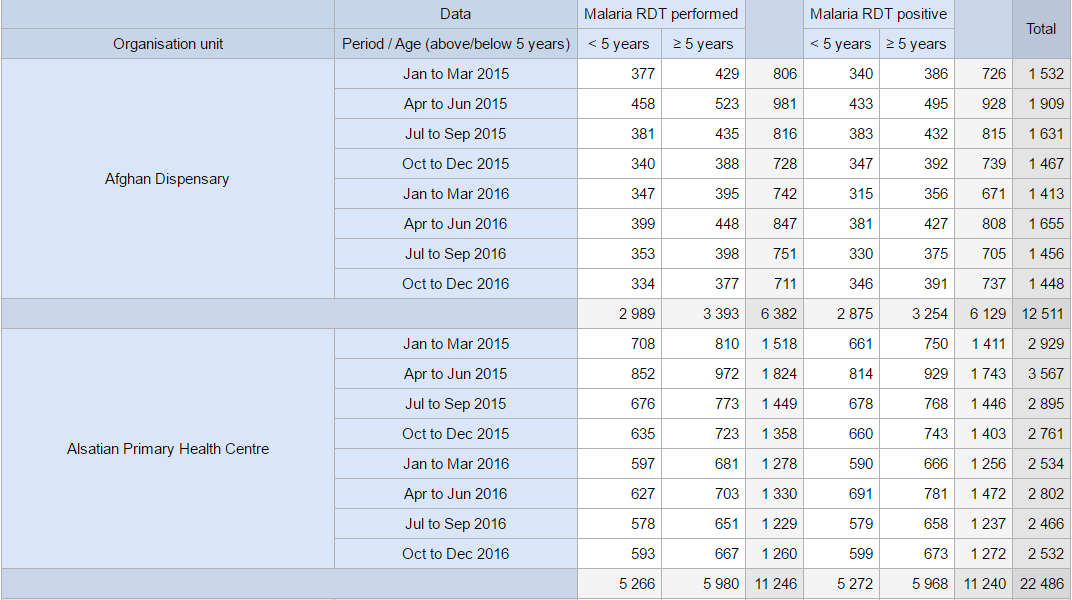 Data Malaria RDT performed Malaria RDT positive Total
Organisation unit Period / Age (above/below 5 years) < 5 years ≥ 5 years < 5 years ≥ 5 years
Afghan Dispensary Jan to Mar 2015 377 429 806 340 386 726 1 532
Apr to Jun 2015 458 523 981 433 495 928 1 909
Jul to Sep 2015 381 435 816 383 432 815 1 631
Oct to Dec 2015 340 388 728 347 392 739 1 467
Jan to Mar 2016 347 395 742 315 356 671 1 413
Apr to Jun 2016 399 448 847 381 427 808 1 655
Jul to Sep 2016 353 398 751 330 375 705 1 456
Oct to Dec 2016 334 377 711 346 391 737 1 448
2 989 3 393 6 382 2 875 3 254 6 129 12 511
Alsatian Primary Health Centre Jan to Mar 2015 708 810 1 518 661 750 1 411 2 929
Apr to Jun 2015 852 972 1 824 814 929 1 743 3 567
Jul to Sep 2015 676 773 1 449 678 768 1 446 2 895
Oct to Dec 2015 635 723 1 358 660 743 1 403 2 761
Jan to Mar 2016 597 681 1 278 590 666 1 256 2 534
Apr to Jun 2016 627 703 1 330 691 781 1 472 2 802
Jul to Sep 2016 578 651 1 229 579 658 1 237 2 466
Oct to Dec 2016 593 667 1 260 599 673 1 272 2 532
5 266 5 980 11 246 5 272 5 968 11 240 22 486